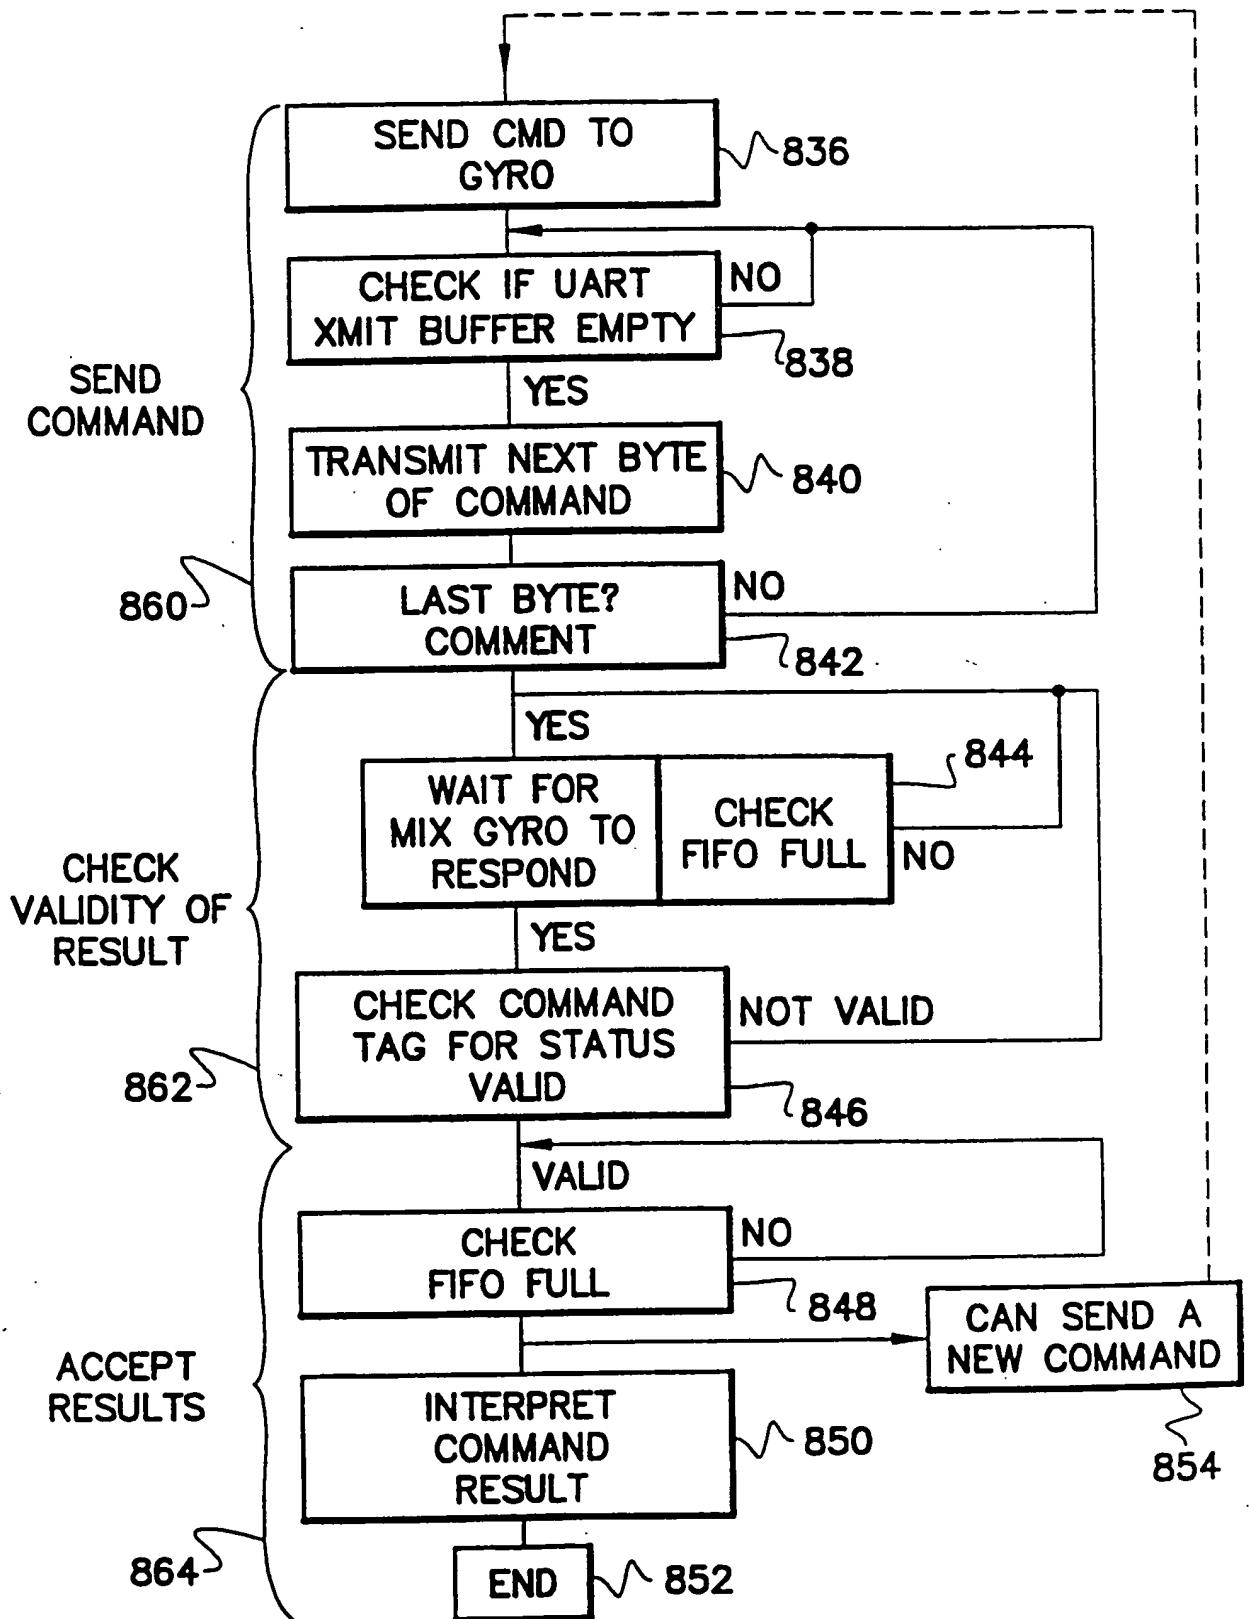 SEND CMD TO
GYRO
836
CHECK IF UART
XMIT BUFFER EMPTY
NO
838
YES
SEND
COMMAND
TRANSMIT NEXT BYTE
OF COMMAND
840
860
LAST BYTE?
COMMENT
NO
842
YES
WAIT FOR
MIX GYRO TO
RESPOND
CHECK
FIFO FULL
844
NO
CHECK
VALIDITY OF
RESULT
YES
CHECK COMMAND
TAG FOR STATUS
VALID
NOT VALID
846
862
VALID
CHECK
FIFO FULL
NO
848
CAN SEND A
NEW COMMAND
854
ACCEPT
RESULTS
INTERPRET
COMMAND
RESULT
850
864
END
852